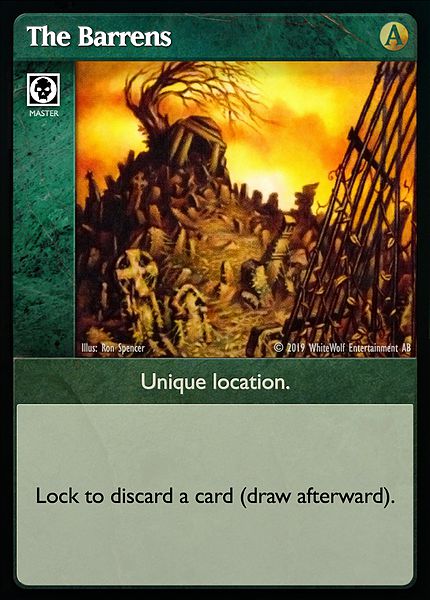 The Barrens
A
MASTER
Illus: Ron Spencer © 2019 WhiteWolf Entertainment AB
Unique location.
Lock to discard a card (draw afterward).